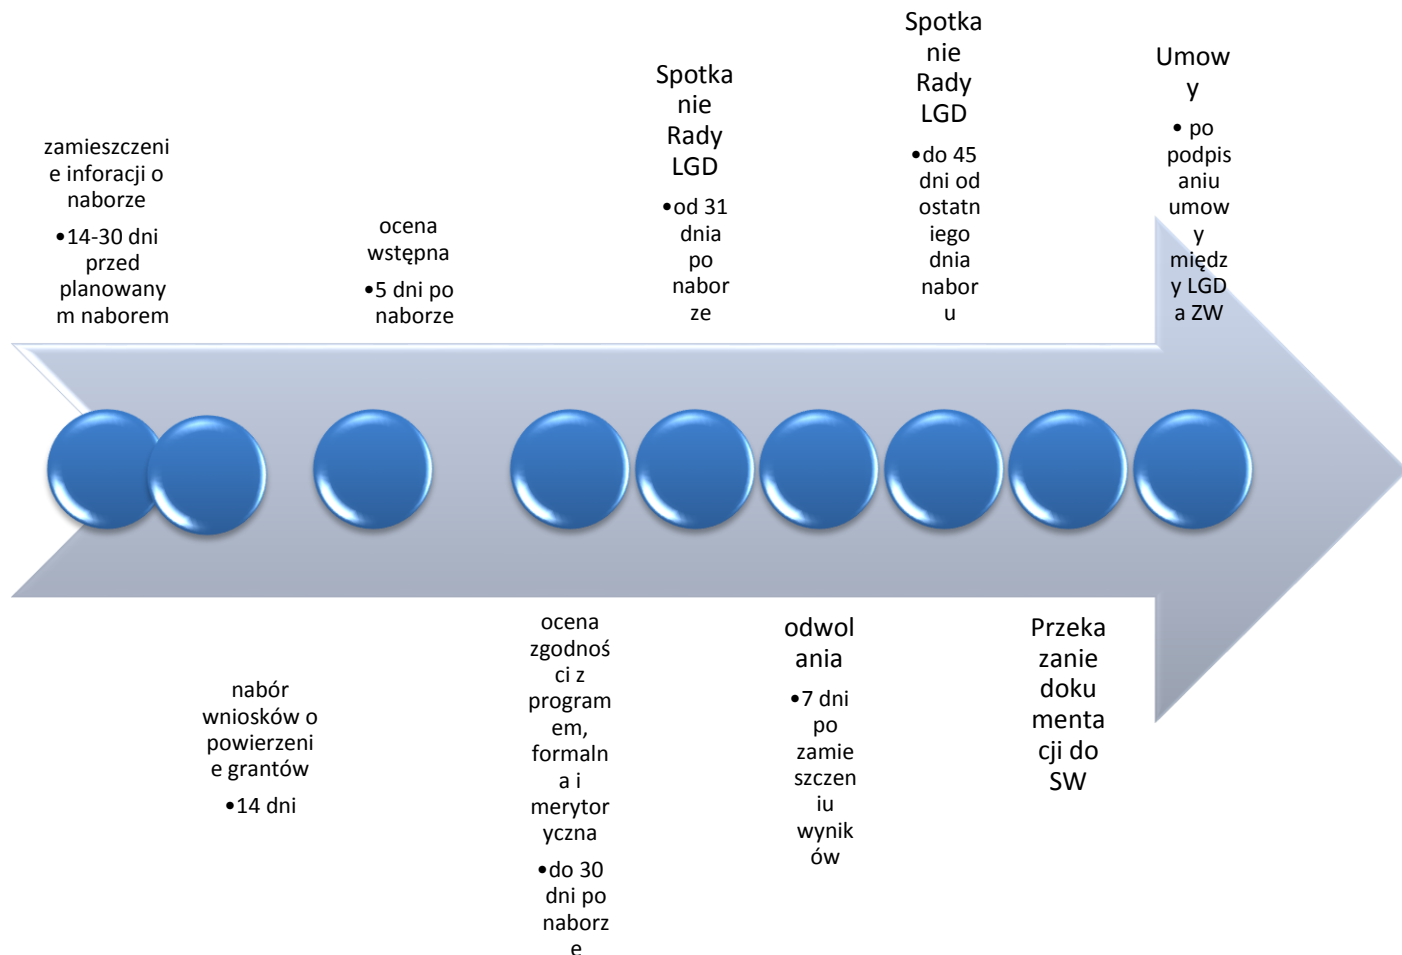 zamieszczeni
e inforacji o
naborze
•14-30 dni
przed
planowany
m naborem
nabór
wniosków o
powierzeni
e grantów
•14 dni
ocena
wstępna
•5 dni po
naborze
ocena
zgodnoś
ci z
program
em,
formaln
a i
merytor
yczna
•do 30
dni po
naborz
e
Spotka
nie
Rady
LGD
•od 31
dnia
po
nabor
ze
odwoł
ania
•7 dni
po
zamie
szczen
iu
wynik
ów
Spotka
nie
Rady
LGD
•do 45
dni od
ostatn
iego
dnia
nabor
u
Przeka
zanie
doku
menta
cji do
SW
Umow
y
• po
podpis
aniu
umow
y
międz
y LGD
a ZW